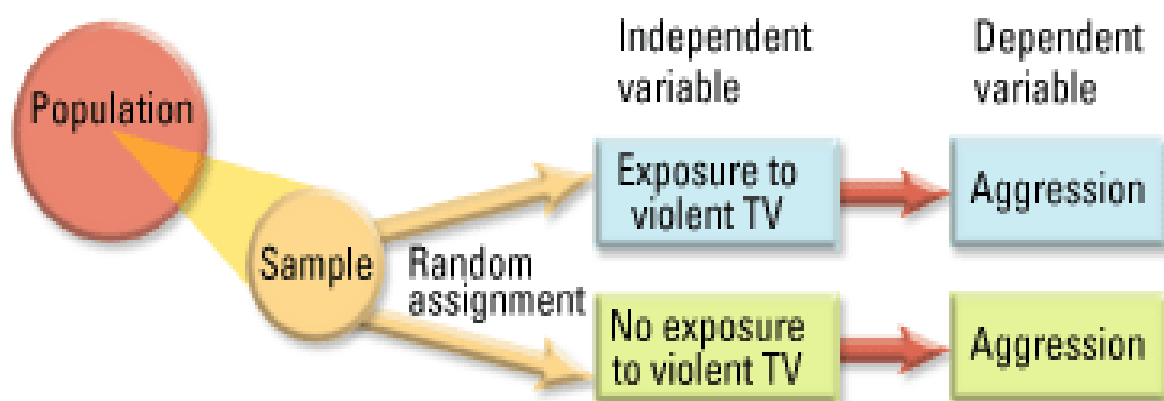 Population
Sample
Random
assignment
Independent
variable
Exposure to
violent TV
No exposure
to violent TV
Dependent
variable
Aggression
Aggression